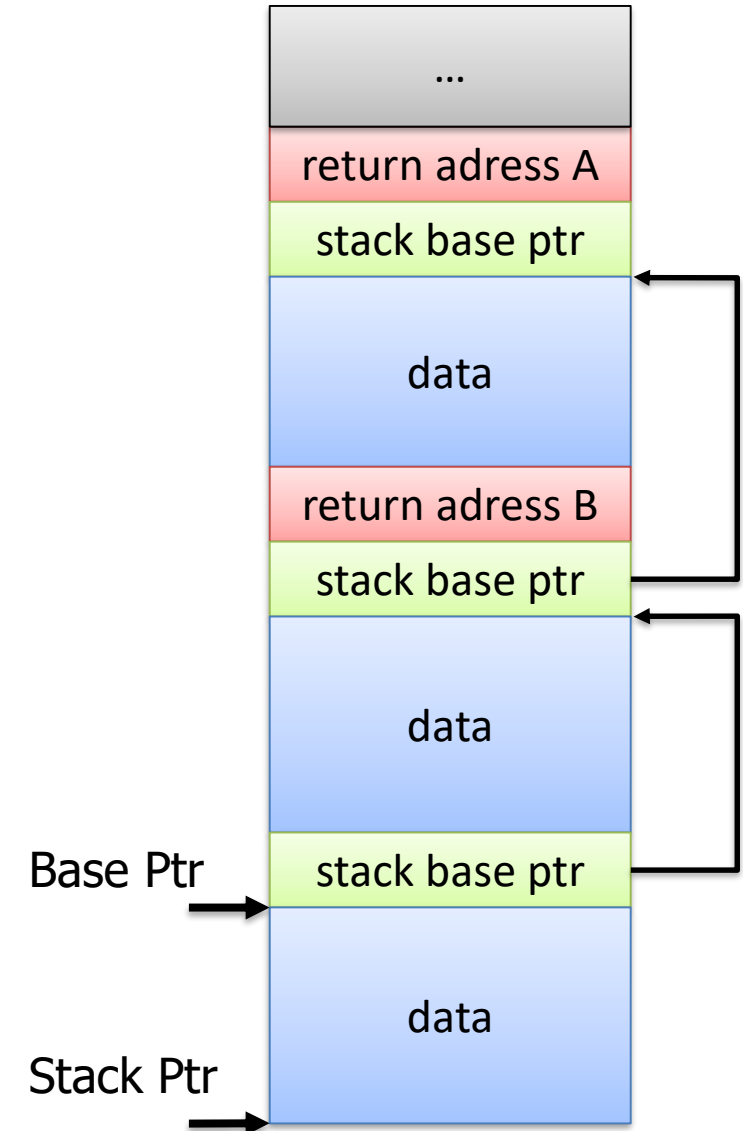 ...
return adress A
stack base ptr
data
return adress B
stack base ptr
data
Base Ptr
stack base ptr
data
Stack Ptr